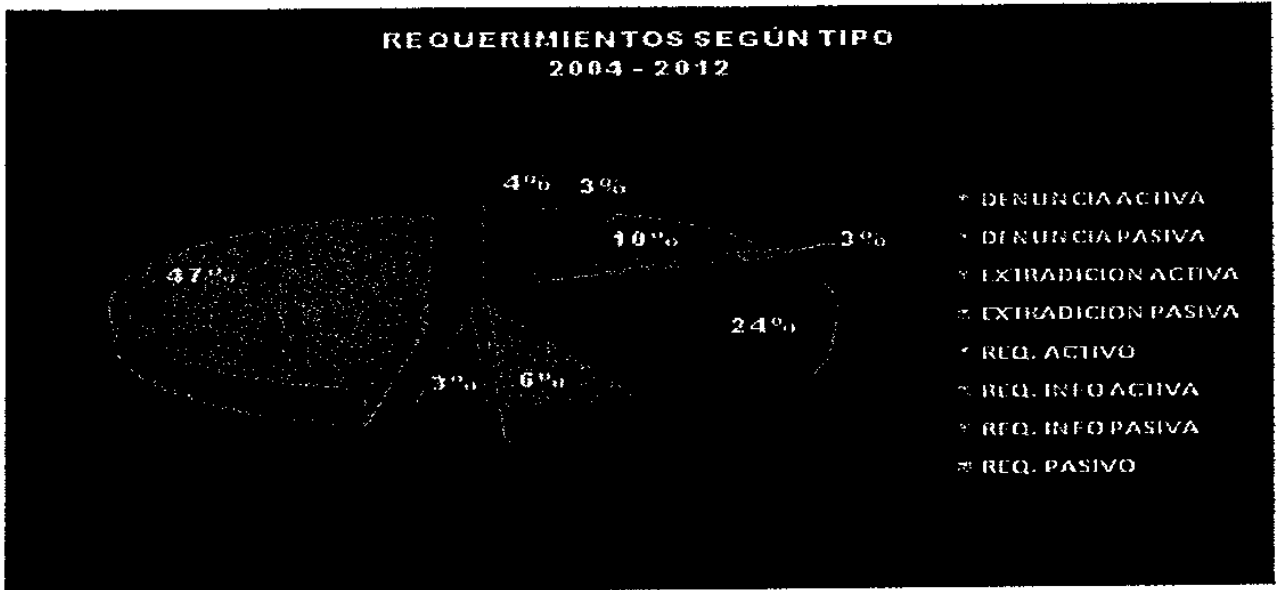 REQUERIMIENTOS SEGÚN TIPO
2004 - 2012
4%
3%
10%
3%
47%
24%
3%
6%
DENUNCIA ACTIVA
DENUNCIA PASIVA
EXTRADICION ACTIVA
EXTRADICION PASIVA
REQ. ACTIVO
REQ. INFO ACTIVA
REQ. INFO PASIVA
REQ. PASIVO